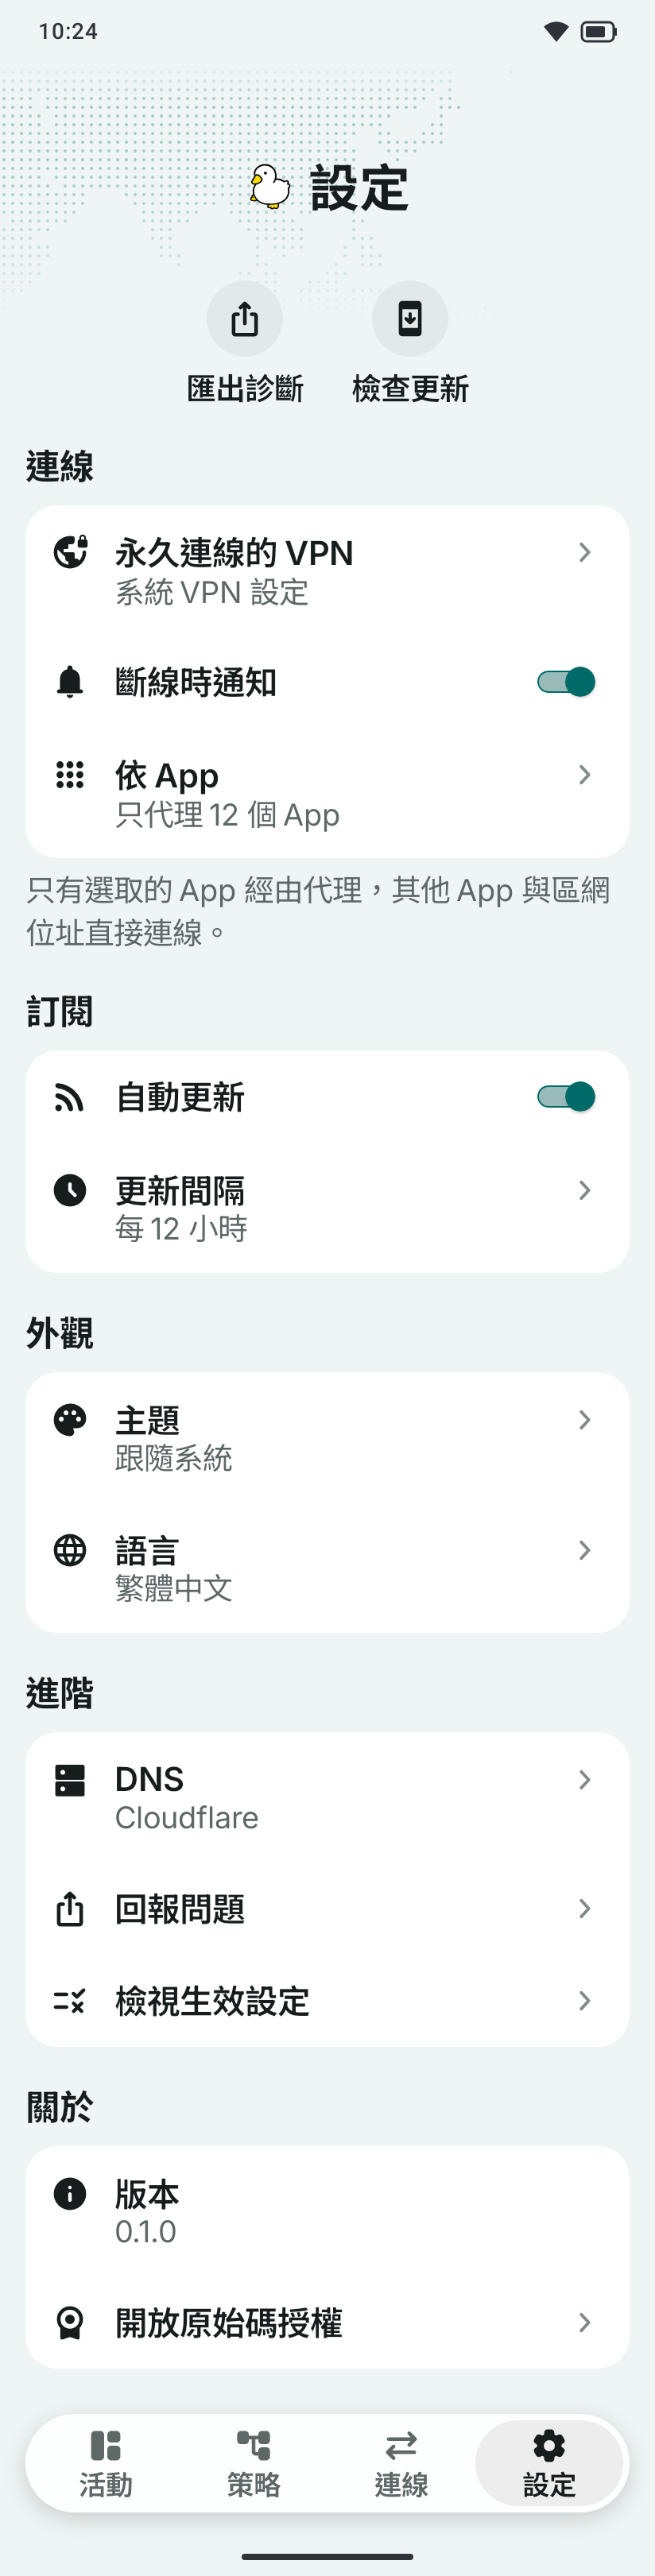 10:24
設定
匯出診斷
檢查更新
連線
永久連線的 VPN
系統 VPN 設定
斷線時通知
依 App
只代理 12 個 App
只有選取的 App 經由代理，其他 App 與區網
位址直接連線。
訂閱
自動更新
更新間隔
每 12 小時
外觀
主題
跟隨系統
語言
繁體中文
進階
DNS
Cloudflare
回報問題
檢視生效設定
關於
版本
0.1.0
開放原始碼授權
活動
策略
連線
設定